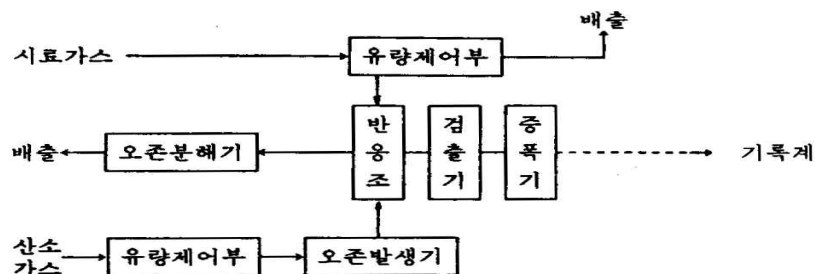 배출
시료가스
유량제어부
배출
오존분해기
반응조
검출기
증폭기
기록계
산소
가스
유량제어부
오존발생기